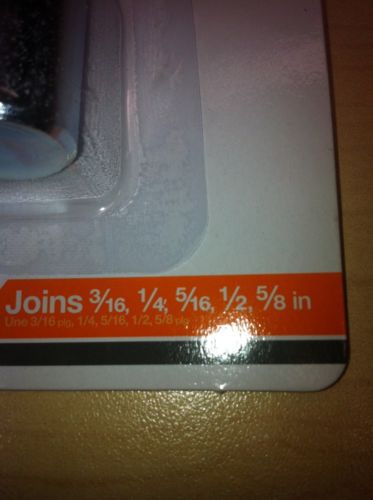 Joins 3/16, 1/4, 5/16, 1/2, 5/8 in
Une 3/16 plg, 1/4, 5/16, 1/2, 5/8 plg